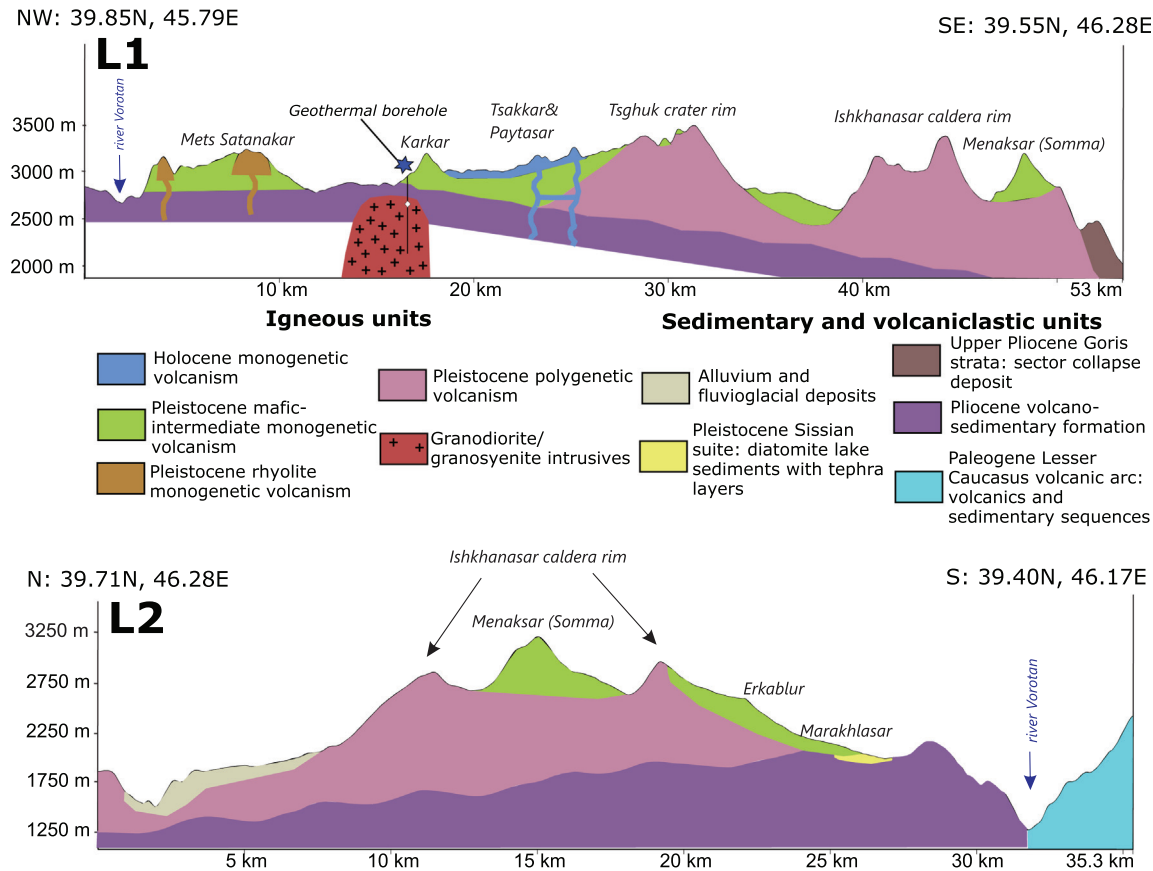 NW: 39.85N, 45.79E
SE: 39.55N, 46.28E
L1
river Vorotan
Mets Satanakar
Geothermal borehole
Karkar
Tsakkar&
Paytasar
Tsghuk crater rim
Ishkhanasar caldera rim
Menaksar (Somma)
3500 m
3000 m
2500 m
2000 m
10 km
20 km
30 km
40 km
53 km
Igneous units
Holocene monogenetic
volcanism
Pleistocene mafic-
intermediate monogenetic
volcanism
Pleistocene rhyolite
monogenetic volcanism
Pleistocene polygenetic
volcanism
Granodiorite/
granosyenite intrusives
Sedimentary and volcaniclastic units
Alluvium and
fluvioglacial deposits
Pleistocene Sissian
suite: diatomite lake
sediments with tephra
layers
Upper Pliocene Goris
strata: sector collapse
deposit
Pliocene volcano-
sedimentary formation
Paleogene Lesser
Caucasus volcanic arc:
volcanics and
sedimentary sequences
N: 39.71N, 46.28E
S: 39.40N, 46.17E
L2
Ishkhanasar caldera rim
Menaksar (Somma)
Erkablur
Marakhlasar
river Vorotan
3250 m
2750 m
2250 m
1750 m
1250 m
5 km
10 km
15 km
20 km
25 km
30 km
35.3 km